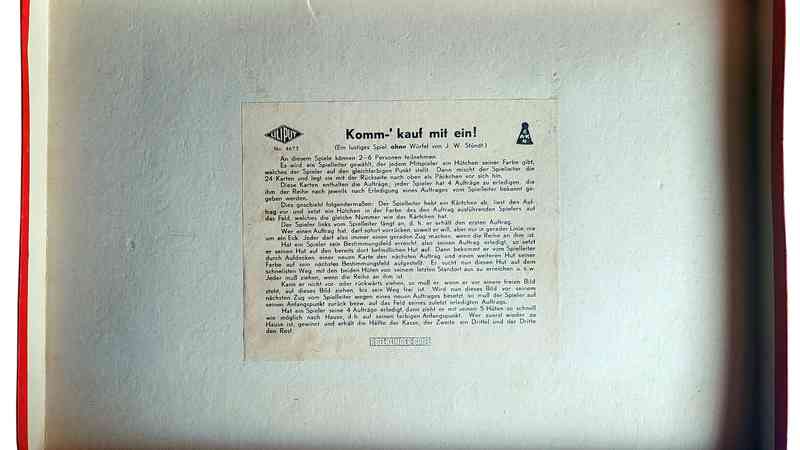 LILIPUT
No. 4673
Komm-' kauf mit ein!
(Ein lustiges Spiel ohne Würfel von J. W. Stündt.)
An diesem Spiele können 2–6 Personen teilnehmen.
Es wird ein Spielleiter gewählt, der jedem Mitspieler ein Hütchen seiner Farbe gibt,
welches der Spieler auf den gleichfarbigen Punkt stellt. Dann mischt der Spielleiter die
24 Karten und legt sie mit der Rückseite nach oben als Päckchen vor sich hin.
Diese Karten enthalten die Aufträge, jeder Spieler hat 4 Aufträge zu erledigen, die
ihm der Reihe nach jeweils nach Erledigung eines Auftrages vom Spielleiter bekannt ge-
geben werden.
Dies geschieht folgendermaßen: Der Spielleiter hebt ein Kärtchen ab, liest den Auf-
trag vor und setzt ein Hütchen in der Farbe des den Auftrag ausführenden Spielers auf
das Feld, welches die gleiche Nummer wie das Kärtchen hat.
Der Spieler links vom Spielleiter fängt an, d. h. er erhält den ersten Auftrag.
Wer einen Auftrag hat, darf sofort vorrücken, soweit er will, aber nur in gerader Linie, nie
um ein Eck. Jeder darf also immer einen geraden Zug machen, wenn die Reihe an ihm ist.
Hat ein Spieler sein Bestimmungsfeld erreicht, also seinen Auftrag erledigt, so setzt
er seinen Hut auf den bereits dort befindlichen Hut auf. Dann bekommt er vom Spielleiter
durch Aufdecken einer neuen Karte den nächsten Auftrag und einen weiteren Hut seiner
Farbe auf sein nächstes Bestimmungsfeld aufgestellt. Er sucht nun diesen Hut auf dem
schnellsten Weg mit den beiden Hüten von seinem letzten Standort aus zu erreichen u. s. w.
Jeder muß ziehen, wenn die Reihe an ihm ist.
Kann er nicht vor- oder rückwärts ziehen, so muß er, wenn er vor einem freien Bild
steht, auf dieses Bild ziehen, bis sein Weg frei ist. Wird nun dieses Bild vor seinem
nächsten Zug vom Spielleiter wegen eines neuen Auftrages besetzt, so muß der Spieler auf
seinen Anfangspunkt zurück bezw. auf das Feld seines zuletzt erledigten Auftrages.
Hat ein Spieler seine 4 Aufträge erledigt, dann zieht er mit seinen 5 Hüten so schnell
wie möglich nach Hause, d. h. auf seinen farbigen Anfangspunkt. Wer zuerst wieder zu
Hause ist, gewinnt und erhält die Hälfte der Kasse, der Zweite ein Drittel und der Dritte
den Rest.